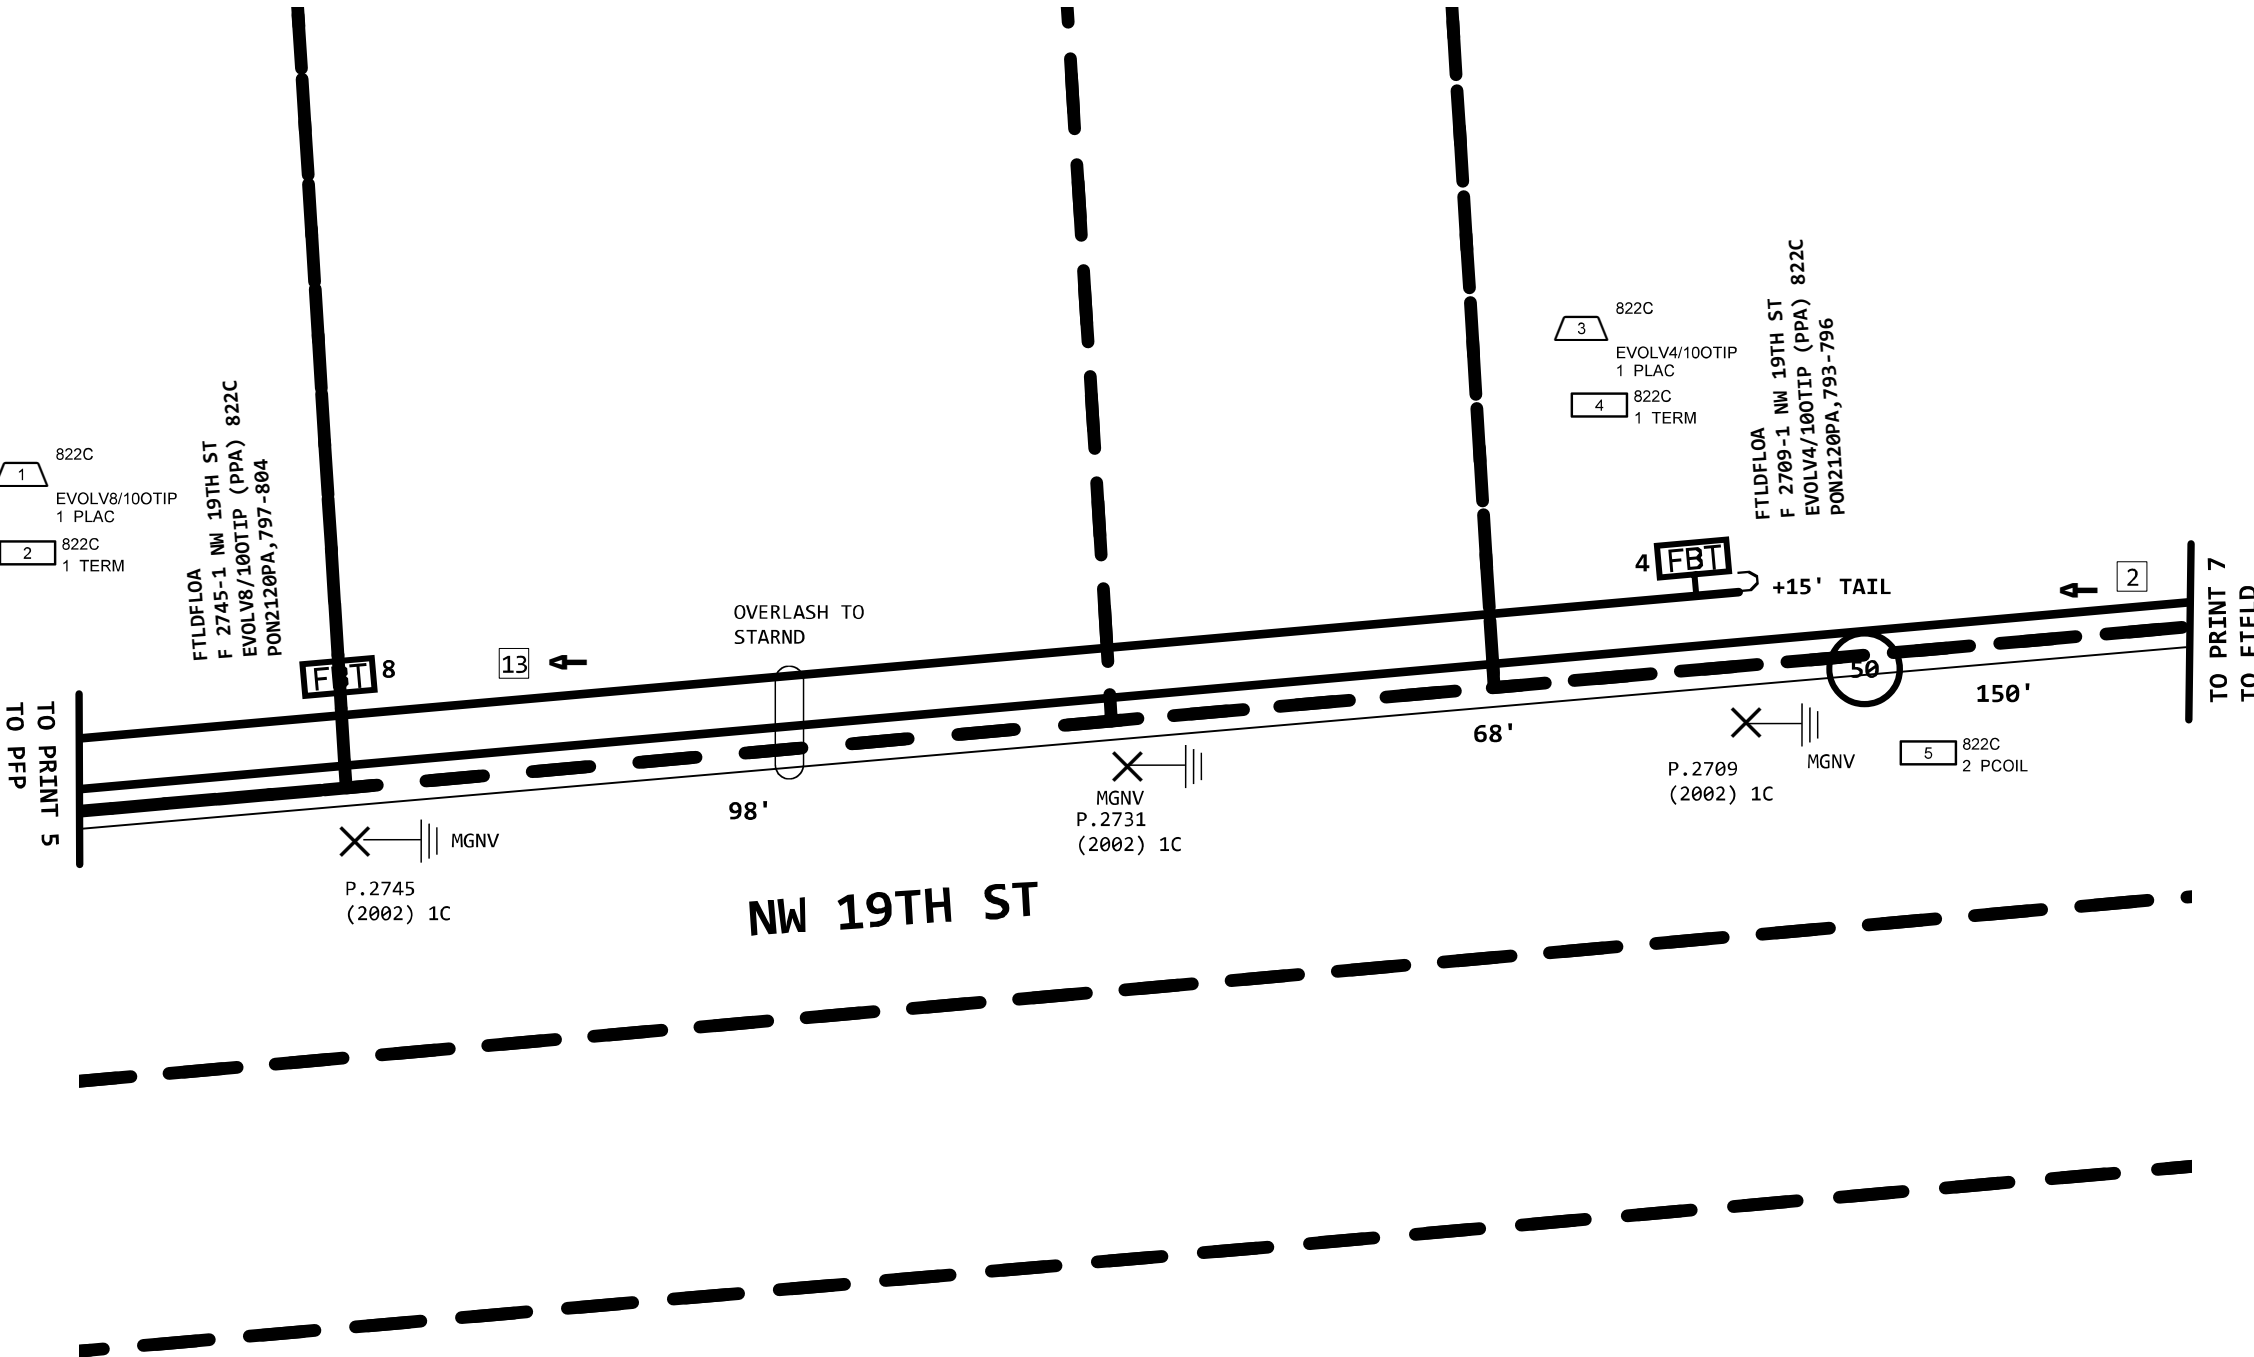 822C
1
EVOLV8/10OTIP
1 PLAC
2
822C
1 TERM
FTLDFLOA
F 2745-1 NW 19TH ST
EVOLV8/10OTIP (PPA) 822C
PON2120PA,797-804
FBT
8
13
OVERLASH TO
STARND
822C
3
EVOLV4/10OTIP
1 PLAC
4
822C
1 TERM
FTLDFLOA
F 2709-1 NW 19TH ST
EVOLV4/10OTIP (PPA) 822C
PON2120PA,793-796
4
FBT
+15' TAIL
2
TO PRINT 7
TO FIELD
50
150'
68'
98'
TO PRINT 5
TO PFP
MGNV
P.2745
(2002) 1C
MGNV
P.2731
(2002) 1C
P.2709
(2002) 1C
MGNV
5
822C
2 PCOIL
NW 19TH ST